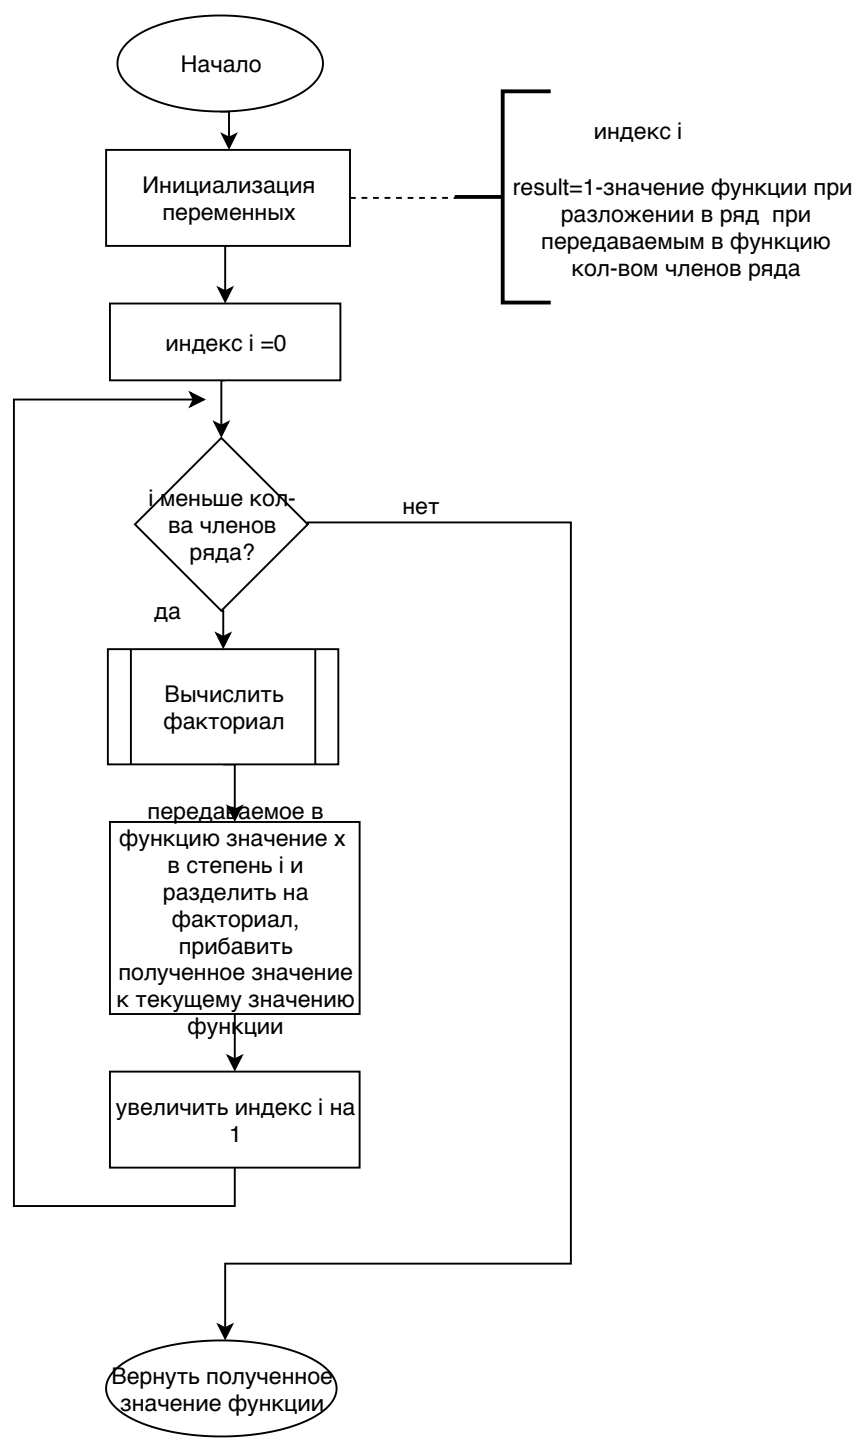 Начало
Инициализация
переменных
индекс i
result=1-значение функции при
разложении в ряд при
передаваемым в функцию
кол-вом членов ряда
индекс i =0
i меньше кол-
ва членов
ряда?
нет
да
Вычислить
факториал
передаваемое в
функцию значение x
в степень i и
разделить на
факториал,
прибавить
полученное значение
к текущему значению
функции
увеличить индекс i на
1
Вернуть полученное
значение функции